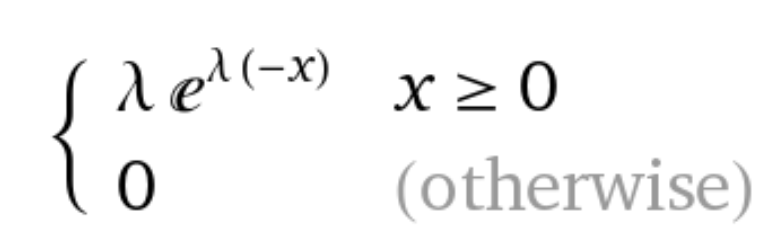 λ e^{λ (−x)} x ≥ 0
0 (otherwise)